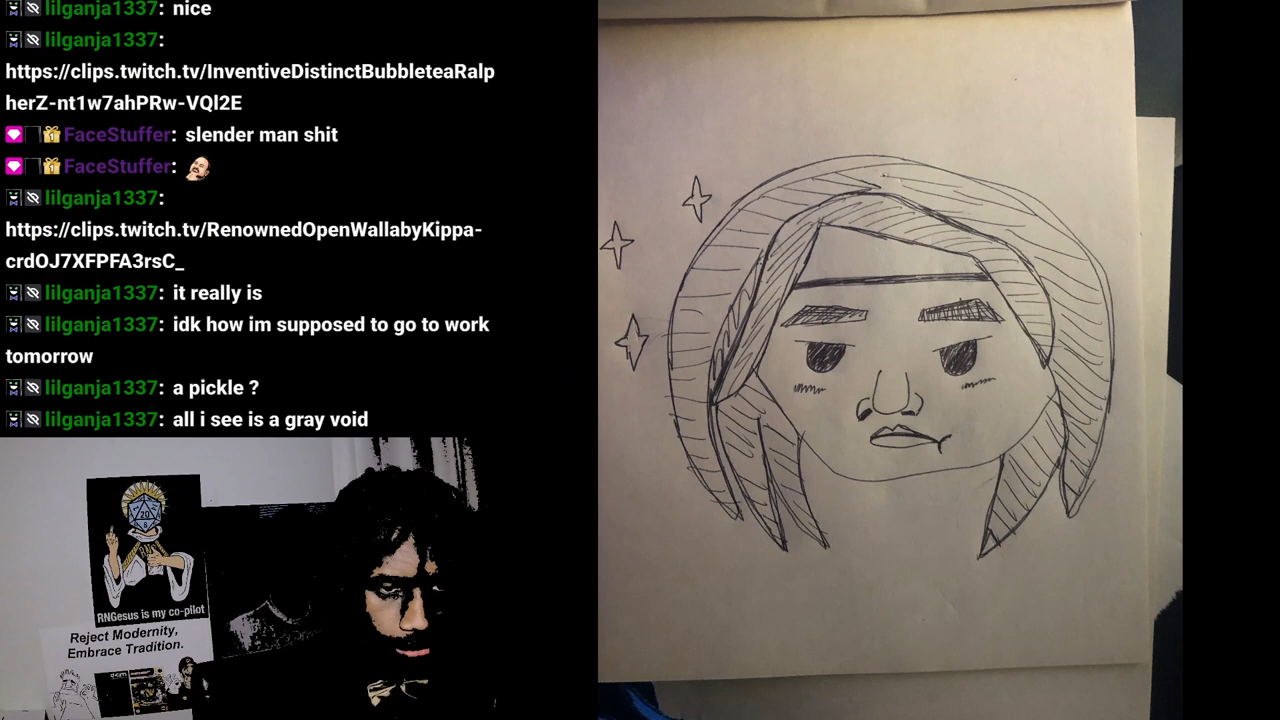 lilganja1337: nice
lilganja1337:
https://clips.twitch.tv/InventiveDistinctBubbleteaRalp
herZ-nt1w7ahPRw-VQl2E
FaceStuffer: slender man shit
FaceStuffer:
lilganja1337:
https://clips.twitch.tv/RenownedOpenWallabyKippa-
crdOJ7XFPFA3rsC_
lilganja1337: it really is
lilganja1337: idk how im supposed to go to work
tomorrow
lilganja1337: a pickle ?
lilganja1337: all i see is a gray void
20
RNGesus is my co-pilot
Reject Modernity,
Embrace Tradition.